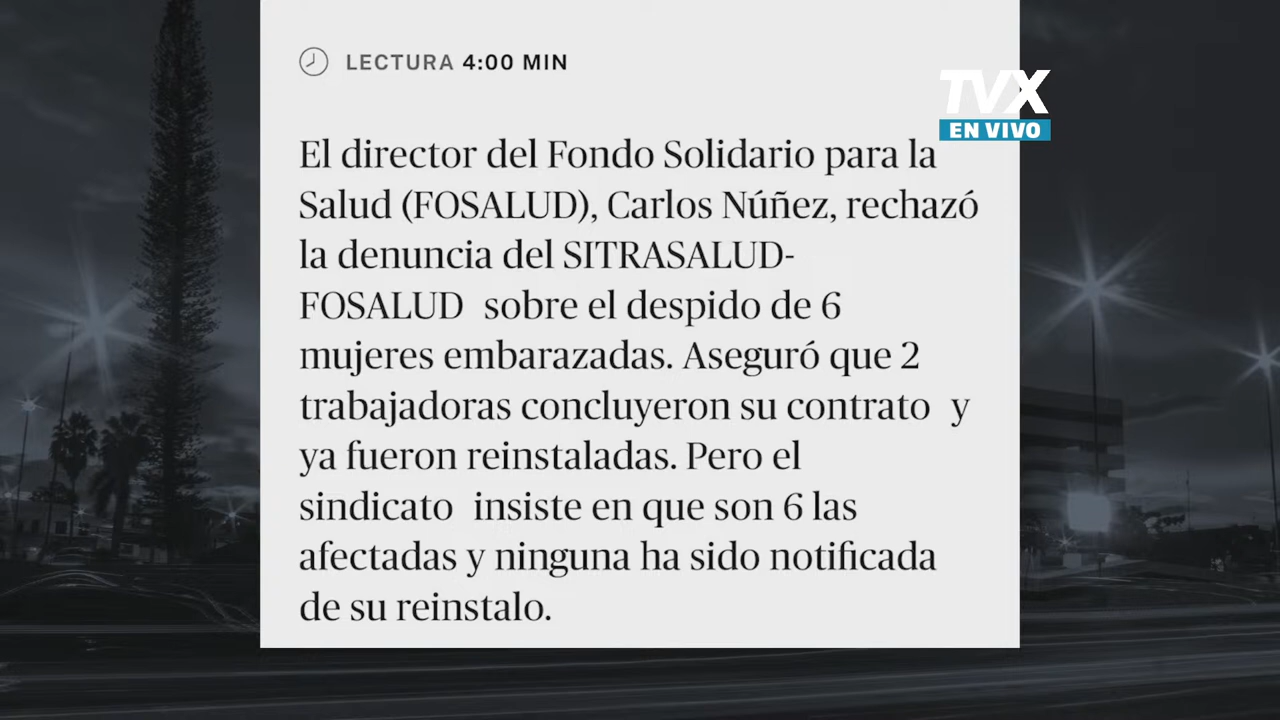 LECTURA 4:00 MIN
TVX
EN VIVO
El director del Fondo Solidario para la
Salud (FOSALUD), Carlos Núñez, rechazó
la denuncia del SITRASALUD-
FOSALUD sobre el despido de 6
mujeres embarazadas. Aseguró que 2
trabajadoras concluyeron su contrato y
ya fueron reinstaladas. Pero el
sindicato insiste en que son 6 las
afectadas y ninguna ha sido notificada
de su reinstalo.